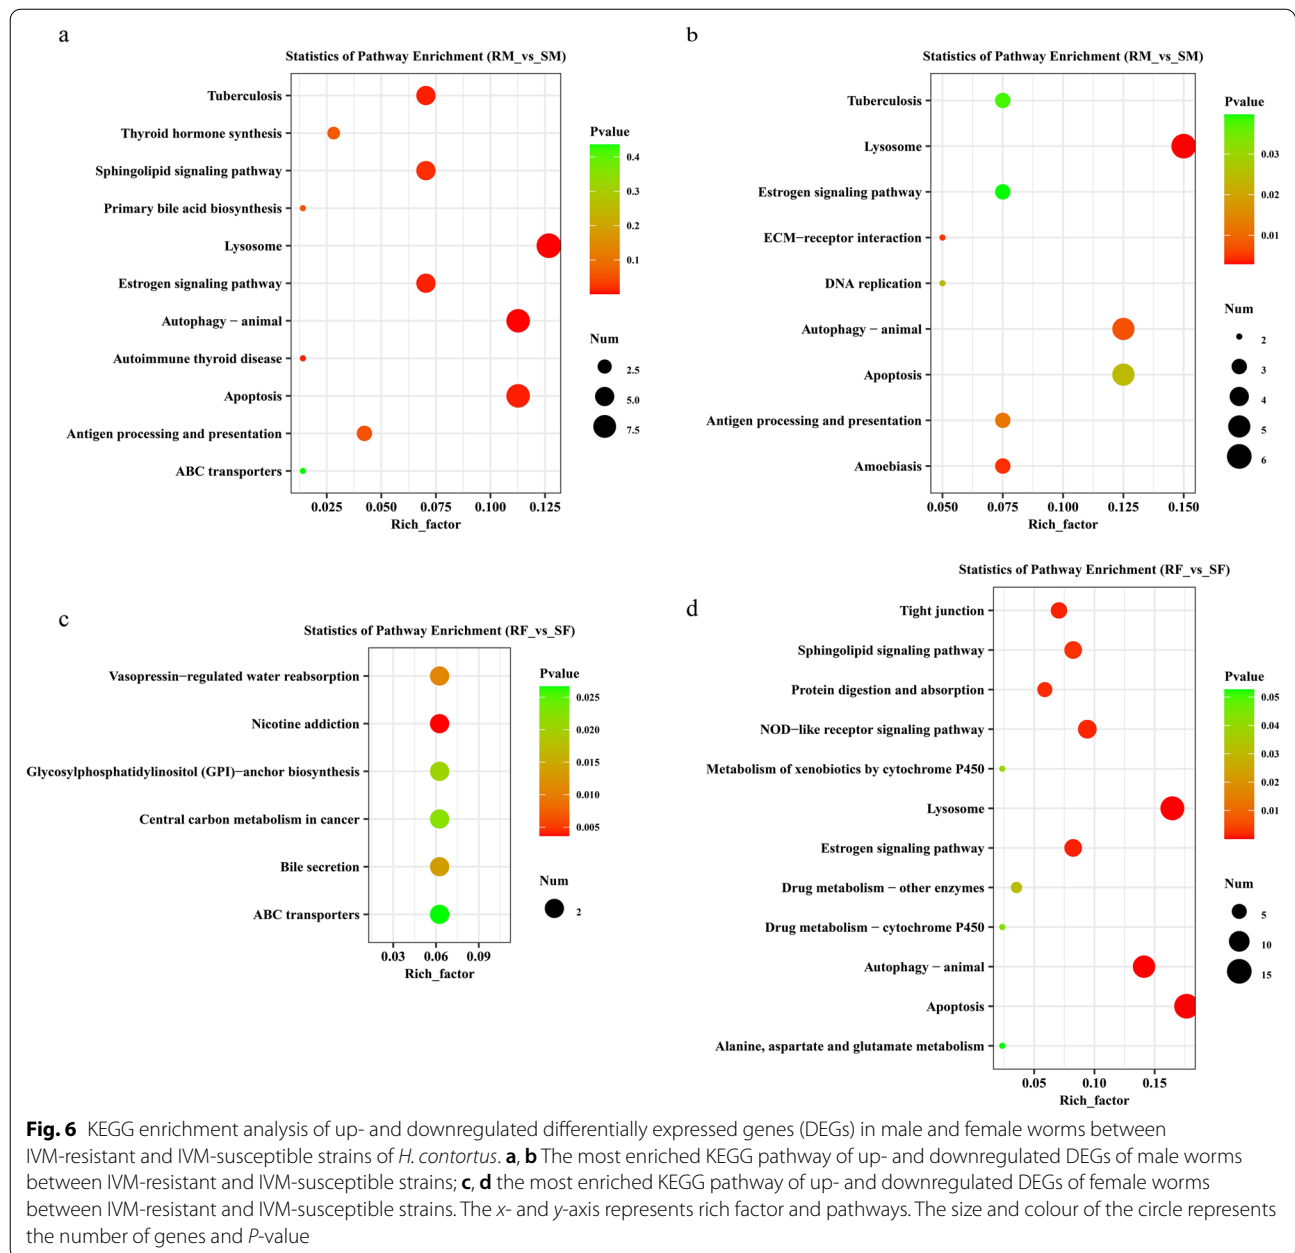 a
Statistics of Pathway Enrichment (RM_vs_SM)
Tuberculosis
Thyroid hormone synthesis
Sphingolipid signaling pathway
Primary bile acid biosynthesis
Lysosome
Estrogen signaling pathway
Autophagy − animal
Autoimmune thyroid disease
Apoptosis
Antigen processing and presentation
ABC transporters
0.025 0.050 0.075 0.100 0.125
Rich_factor
Pvalue
0.4
0.3
0.2
0.1
Num
2.5
5.0
7.5
b
Statistics of Pathway Enrichment (RM_vs_SM)
Tuberculosis
Lysosome
Estrogen signaling pathway
ECM−receptor interaction
DNA replication
Autophagy − animal
Apoptosis
Antigen processing and presentation
Amoebiasis
0.050 0.075 0.100 0.125 0.150
Rich_factor
Pvalue
0.03
0.02
0.01
Num
2
3
4
5
6
c
Statistics of Pathway Enrichment (RF_vs_SF)
Vasopressin−regulated water reabsorption
Nicotine addiction
Glycosylphosphatidylinositol (GPI)−anchor biosynthesis
Central carbon metabolism in cancer
Bile secretion
ABC transporters
0.03 0.06 0.09
Rich_factor
Pvalue
0.025
0.020
0.015
0.010
0.005
Num
2
d
Statistics of Pathway Enrichment (RF_vs_SF)
Tight junction
Sphingolipid signaling pathway
Protein digestion and absorption
NOD−like receptor signaling pathway
Metabolism of xenobiotics by cytochrome P450
Lysosome
Estrogen signaling pathway
Drug metabolism − other enzymes
Drug metabolism − cytochrome P450
Autophagy − animal
Apoptosis
Alanine, aspartate and glutamate metabolism
0.05 0.10 0.15
Rich_factor
Pvalue
0.05
0.04
0.03
0.02
0.01
Num
5
10
15
Fig. 6 KEGG enrichment analysis of up- and downregulated differentially expressed genes (DEGs) in male and female worms between
IVM-resistant and IVM-susceptible strains of H. contortus. a, b The most enriched KEGG pathway of up- and downregulated DEGs of male worms
between IVM-resistant and IVM-susceptible strains; c, d the most enriched KEGG pathway of up- and downregulated DEGs of female worms
between IVM-resistant and IVM-susceptible strains. The x- and y-axis represents rich factor and pathways. The size and colour of the circle represents
the number of genes and P-value